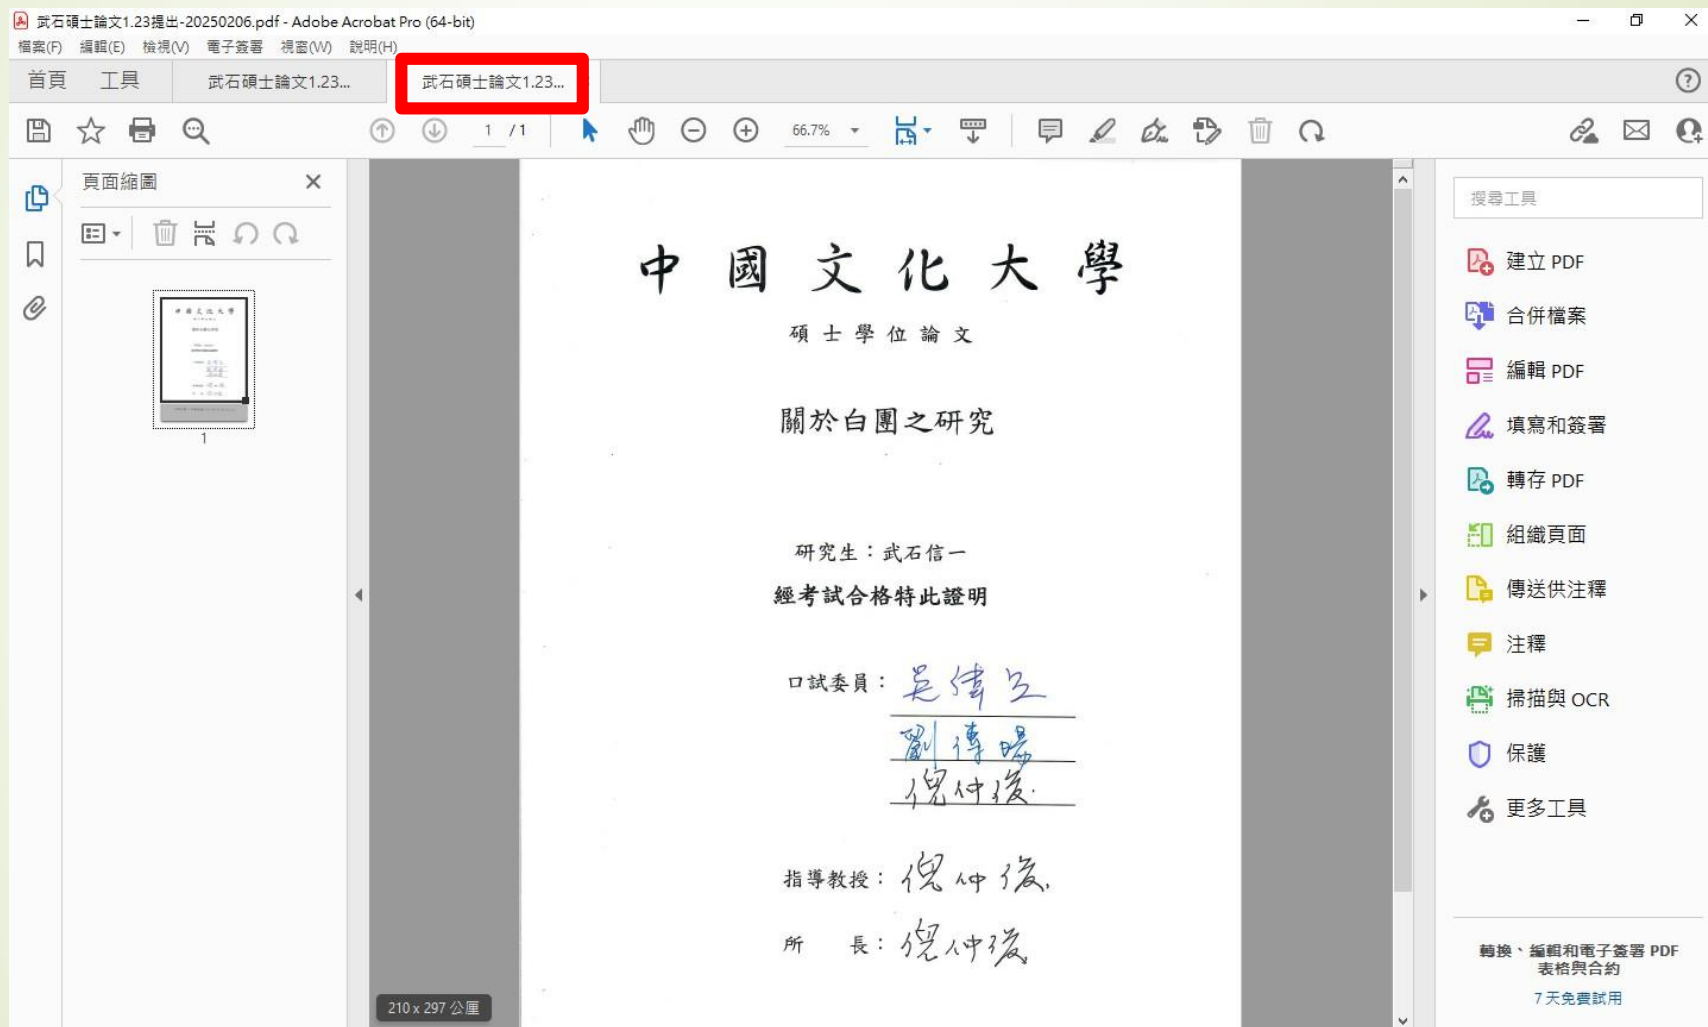 武石碩士論文1.23提出-20250206.pdf - Adobe Acrobat Pro (64-bit)
檔案(F) 編輯(E) 檢視(V) 電子簽署 視窗(W) 說明(H)
首頁 工具 武石碩士論文1.23... 武石碩士論文1.23...
1 / 1 66.7%
頁面縮圖
1
中國文化大學
碩士學位論文
關於白團之研究
研究生：武石信一
經考試合格特此證明
口試委員：吳偉立
劉傳暘
倪仲俊
指導教授：倪仲俊
所 長：倪仲俊
210 x 297 公厘
搜尋工具
建立 PDF
合併檔案
編輯 PDF
填寫和簽署
轉存 PDF
組織頁面
傳送供注釋
注釋
掃描與 OCR
保護
更多工具
轉換、編輯和電子簽署 PDF
表格與合約
7 天免費試用